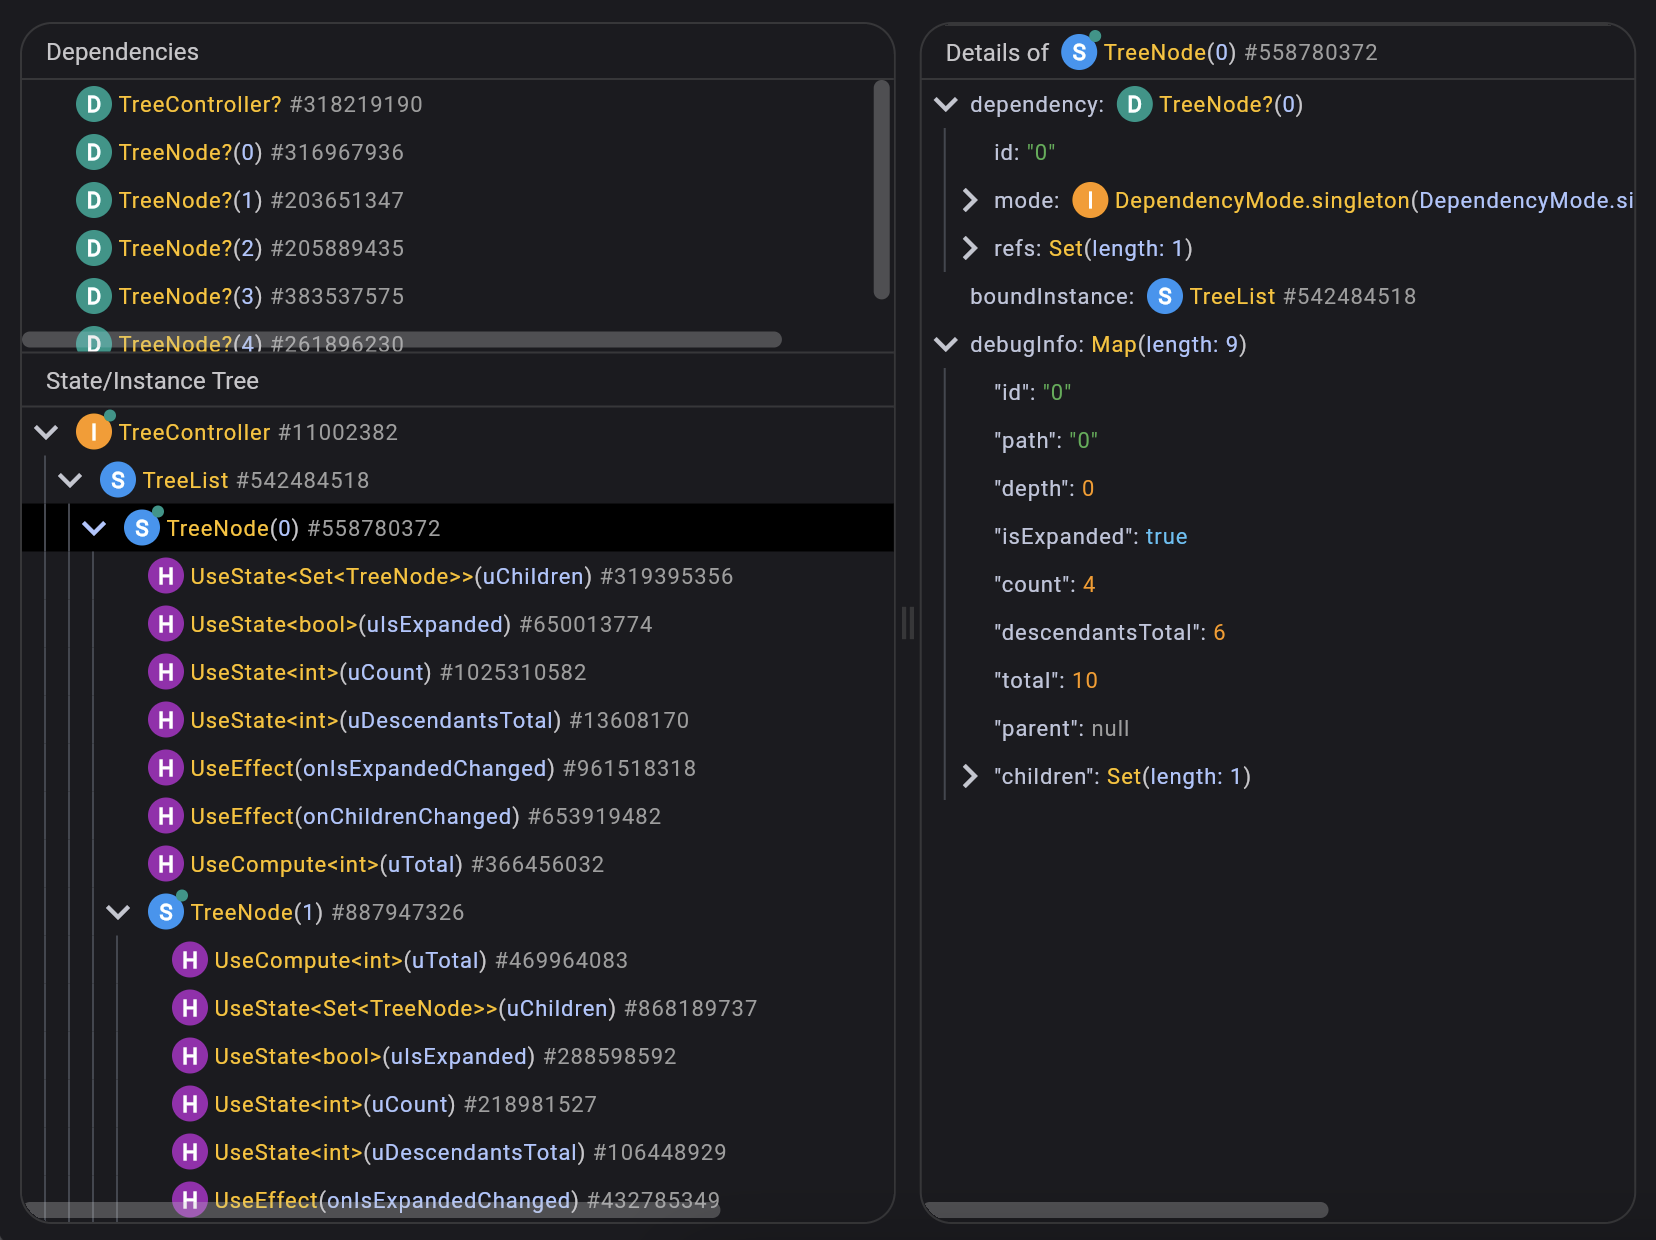 Dependencies
D TreeController? #318219190
D TreeNode?(0) #316967936
D TreeNode?(1) #203651347
D TreeNode?(2) #205889435
D TreeNode?(3) #383537575
D TreeNode?(4) #261896230
State/Instance Tree
I TreeController #11002382
S TreeList #542484518
S TreeNode(0) #558780372
H UseState<Set<TreeNode>>(uChildren) #319395356
H UseState<bool>(uIsExpanded) #650013774
H UseState<int>(uCount) #1025310582
H UseState<int>(uDescendantsTotal) #13608170
H UseEffect(onIsExpandedChanged) #961518318
H UseEffect(onChildrenChanged) #653919482
H UseCompute<int>(uTotal) #366456032
S TreeNode(1) #887947326
H UseCompute<int>(uTotal) #469964083
H UseState<Set<TreeNode>>(uChildren) #868189737
H UseState<bool>(uIsExpanded) #288598592
H UseState<int>(uCount) #218981527
H UseState<int>(uDescendantsTotal) #106448929
H UseEffect(onIsExpandedChanged) #432785349
Details of S TreeNode(0) #558780372
dependency: D TreeNode?(0)
id: "0"
mode: I DependencyMode.singleton(DependencyMode.si
refs: Set(length: 1)
boundInstance: S TreeList #542484518
debugInfo: Map(length: 9)
"id": "0"
"path": "0"
"depth": 0
"isExpanded": true
"count": 4
"descendantsTotal": 6
"total": 10
"parent": null
"children": Set(length: 1)